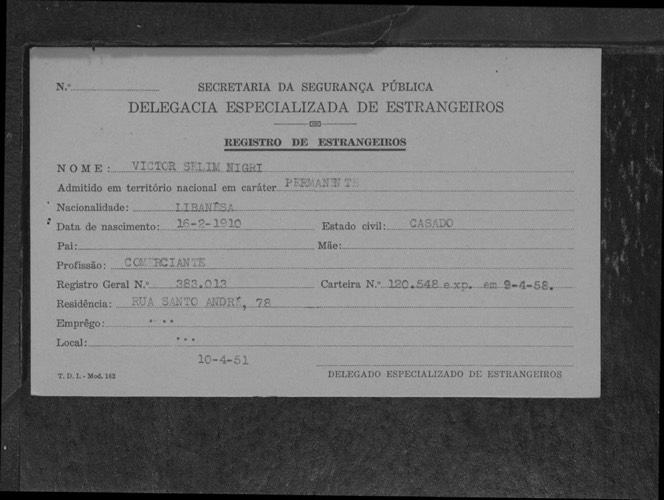 N.º
SECRETARIA DA SEGURANÇA PÚBLICA
DELEGACIA ESPECIALIZADA DE ESTRANGEIROS
REGISTRO DE ESTRANGEIROS
NOME: VICTOR SELIM NIGRI
Admitido em território nacional em caráter PERMANENTE
Nacionalidade: LIBANÊSA
Data de nascimento: 16-2-1910 Estado civil: CASADO
Pai: Mãe:
Profissão: COMERCIANTE
Registro Geral N.º 383.013 Carteira N.º 120.548 exp. em 9-4-58.
Residência: RUA SANTO ANDRÉ, 78
Emprêgo: ...
Local: ...
10-4-51
T. D. I. - Mod. 162 DELEGADO ESPECIALIZADO DE ESTRANGEIROS